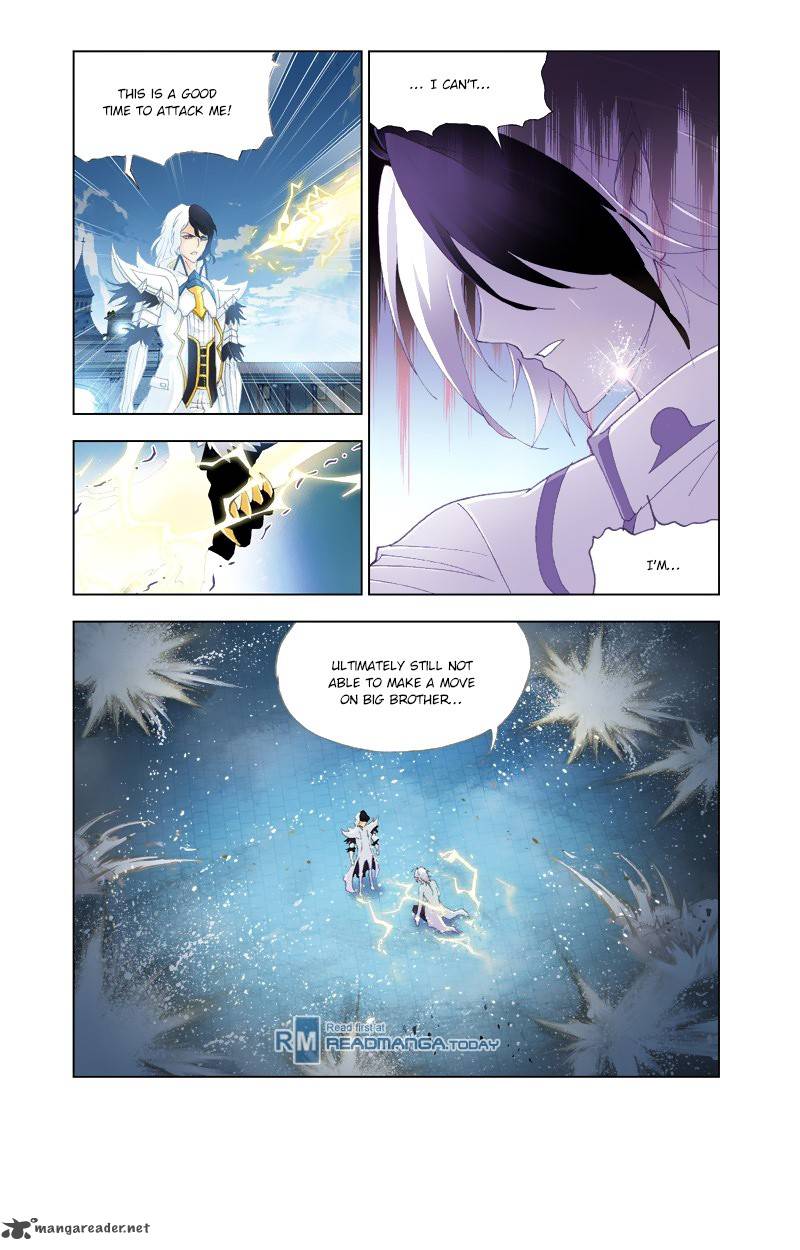 THIS IS A GOOD
TIME TO ATTACK ME!
... I CAN'T...
I'M...
ULTIMATELY STILL NOT
ABLE TO MAKE A MOVE
ON BIG BROTHER...
RM
Read first at
READMANGA.TODAY
mangareader.net